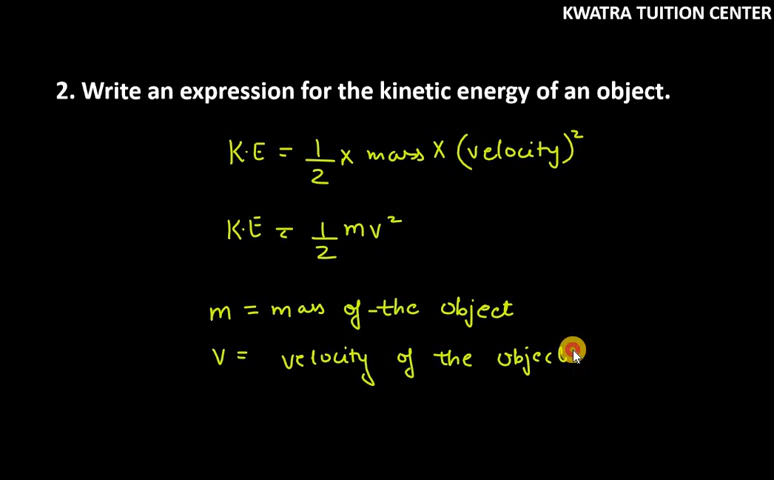 KWATRA TUITION CENTER
2. Write an expression for the kinetic energy of an object.
K.E = 1/2 x mass x (velocity)²
K.E = 1/2 mv²
m = mass of the object
v = velocity of the object